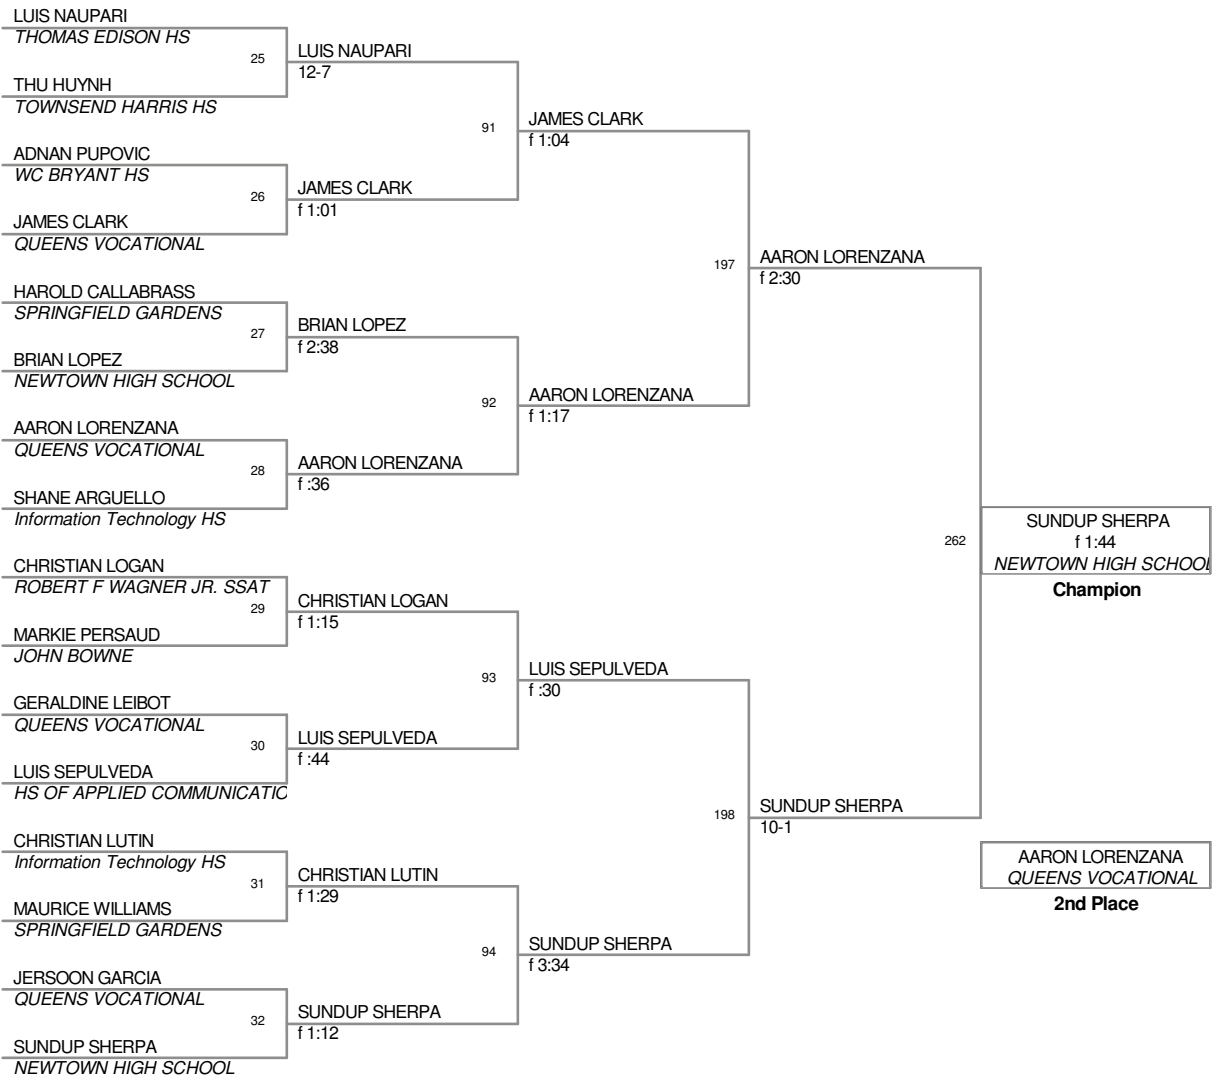 LUIS NAUPARI
THOMAS EDISON HS
25
THU HUYNH
TOWNSEND HARRIS HS
ADNAN PUPOVIC
WC BRYANT HS
26
JAMES CLARK
QUEENS VOCATIONAL
HAROLD CALLABRASS
SPRINGFIELD GARDENS
27
BRIAN LOPEZ
NEWTOWN HIGH SCHOOL
AARON LORENZANA
QUEENS VOCATIONAL
28
SHANE ARGUELLO
Information Technology HS
CHRISTIAN LOGAN
ROBERT F WAGNER JR. SSAT
29
MARKIE PERSAUD
JOHN BOWNE
GERALDINE LEIBOT
QUEENS VOCATIONAL
30
LUIS SEPULVEDA
HS OF APPLIED COMMUNICATIO
CHRISTIAN LUTIN
Information Technology HS
31
MAURICE WILLIAMS
SPRINGFIELD GARDENS
JERSOON GARCIA
QUEENS VOCATIONAL
32
SUNDUP SHERPA
NEWTOWN HIGH SCHOOL
LUIS NAUPARI
12-7
91
JAMES CLARK
f 1:01
BRIAN LOPEZ
f 2:38
92
AARON LORENZANA
f :36
CHRISTIAN LOGAN
f 1:15
93
LUIS SEPULVEDA
f :44
CHRISTIAN LUTIN
f 1:29
94
SUNDUP SHERPA
f 1:12
JAMES CLARK
f 1:04
197
AARON LORENZANA
f 1:17
LUIS SEPULVEDA
f :30
198
SUNDUP SHERPA
f 3:34
AARON LORENZANA
f 2:30
262
SUNDUP SHERPA
10-1
SUNDUP SHERPA
f 1:44
NEWTOWN HIGH SCHOOL
Champion
AARON LORENZANA
QUEENS VOCATIONAL
2nd Place